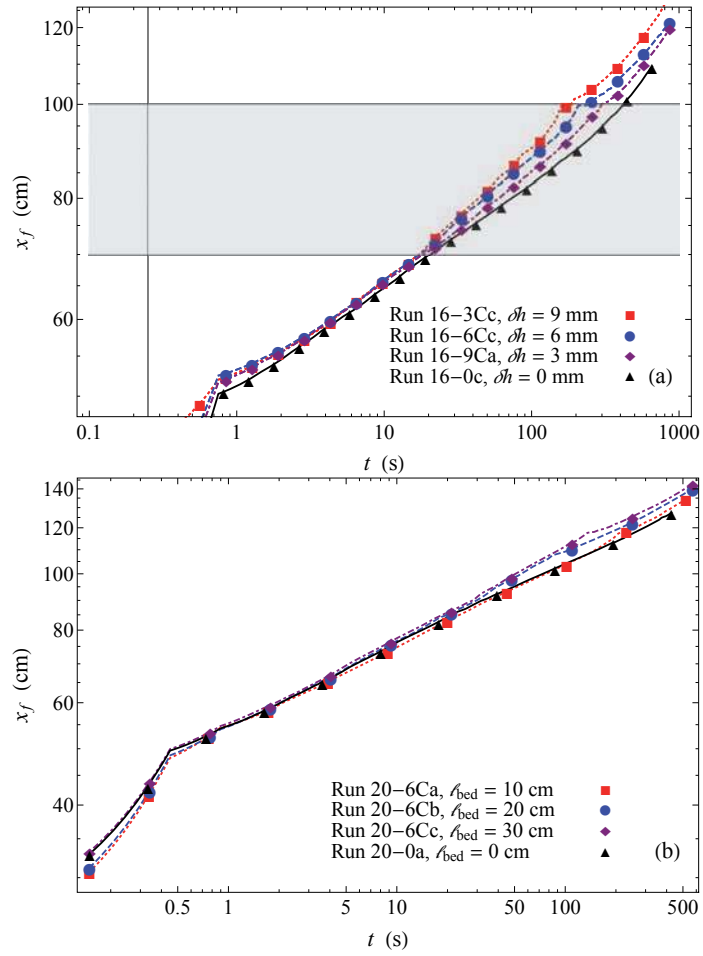 120
100
80
60
x_f (cm)
Run 16−3Cc, δh = 9 mm
Run 16−6Cc, δh = 6 mm
Run 16−9Ca, δh = 3 mm
Run 16−0c, δh = 0 mm
(a)
0.1 1 10 100 1000
t (s)
140
120
100
80
60
40
x_f (cm)
Run 20−6Ca, ℓbed = 10 cm
Run 20−6Cb, ℓbed = 20 cm
Run 20−6Cc, ℓbed = 30 cm
Run 20−0a, ℓbed = 0 cm
(b)
0.5 1 5 10 50 100 500
t (s)